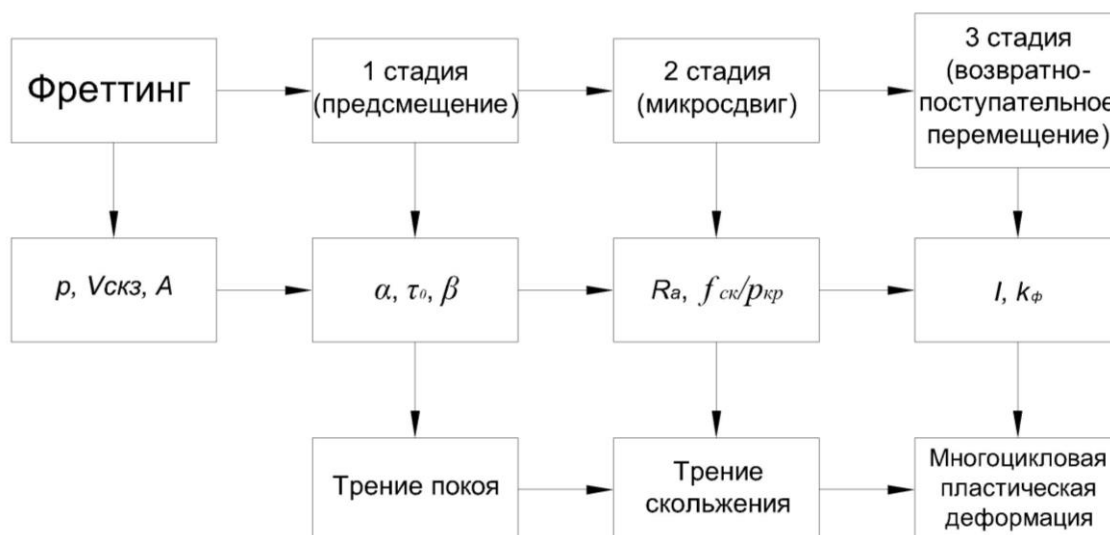 Фреттинг
1 стадия
(предсмещение)
2 стадия
(микросдвиг)
3 стадия
(возвратно-
поступательное
перемещение)
p, Vскз, A
α, τ₀, β
Ra, fск/pкр
I, kф
Трение покоя
Трение
скольжения
Многоцикловая
пластическая
деформация